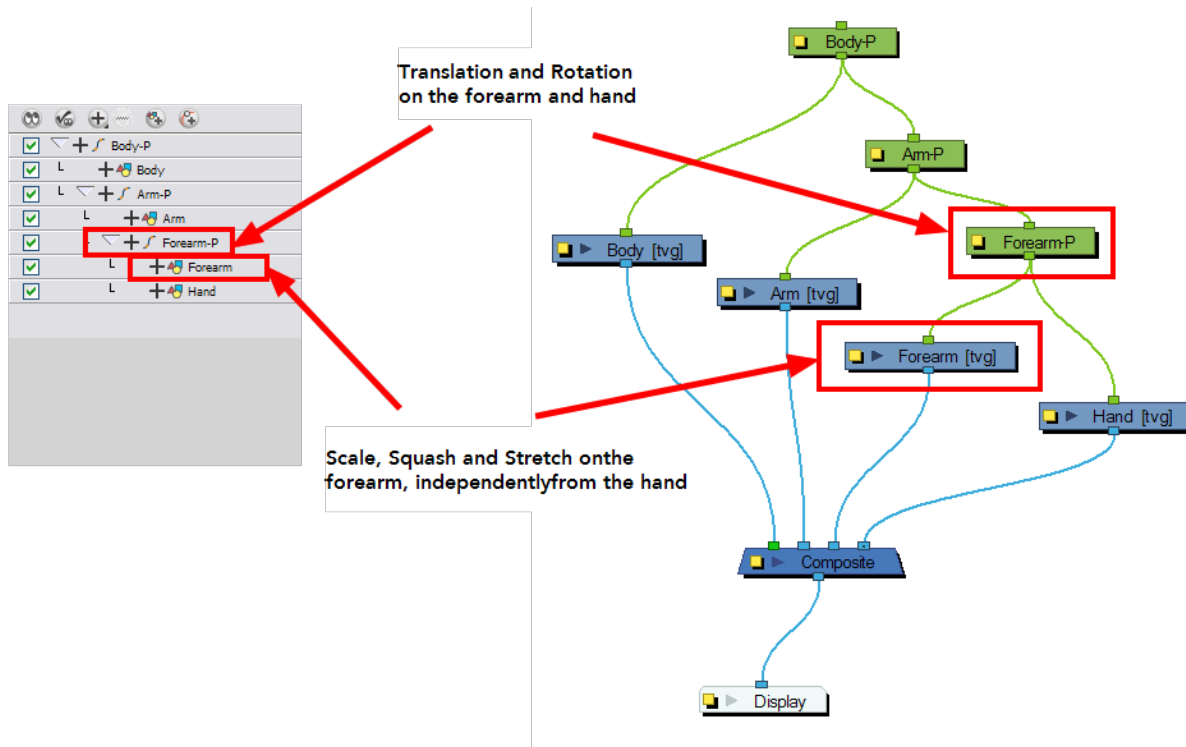 Body-P
Translation and Rotation
on the forearm and hand
Body-P
Body
Arm-P
Arm
Forearm-P
Forearm
Hand
Arm-P
Forearm-P
Body [tvg]
Arm [tvg]
Forearm [tvg]
Hand [tvg]
Scale, Squash and Stretch onthe
forearm, independentlyfrom the hand
Composite
Display